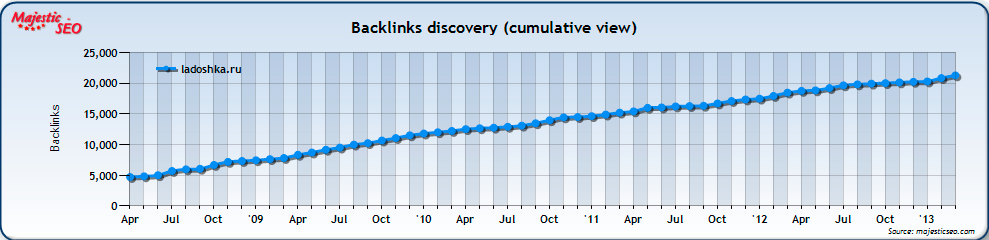 Majestic
SEO
Backlinks discovery (cumulative view)
25,000
20,000
15,000
10,000
5,000
0
Backlinks
ladoshka.ru
Apr Jul Oct '09 Apr Jul Oct '10 Apr Jul Oct '11 Apr Jul Oct '12 Apr Jul Oct '13
Source: majesticseo.com